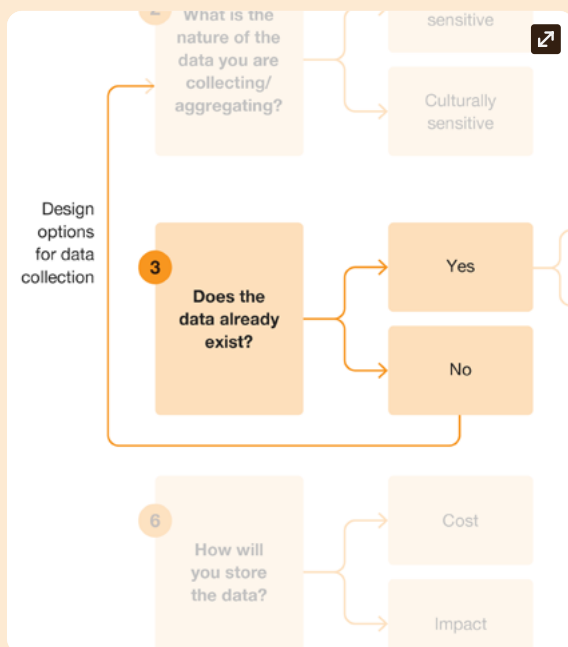 2
What is the
nature of the
data you are
collecting/
aggregating?
sensitive
Culturally
sensitive
Design
options
for data
collection
3
Does the
data already
exist?
Yes
No
6
How will
you store
the data?
Cost
Impact